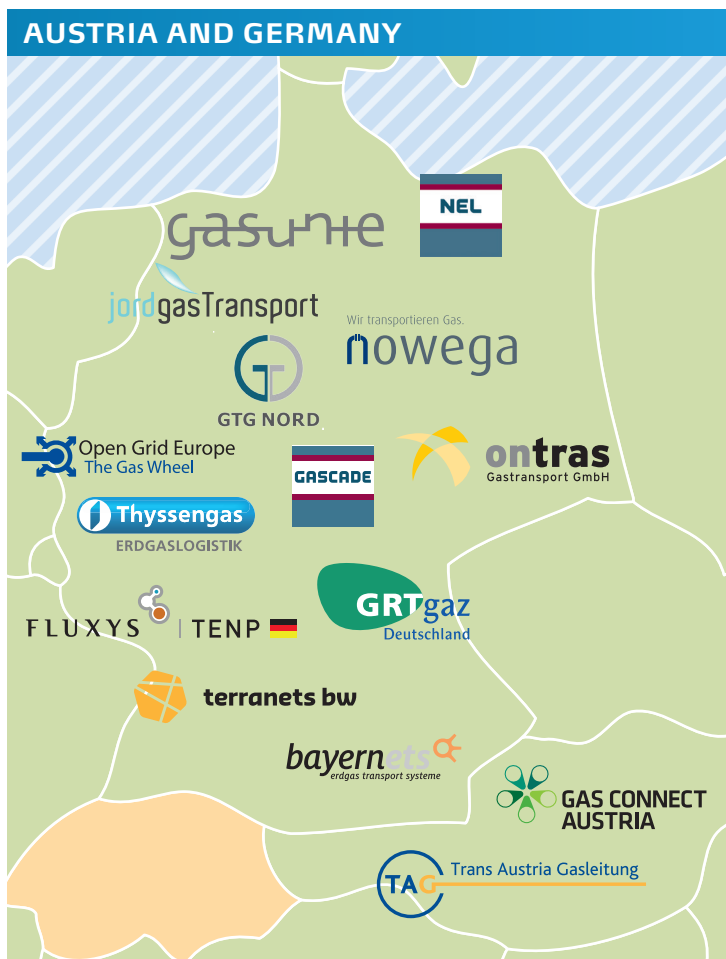 AUSTRIA AND GERMANY
gasunie
NEL
jordgasTransport
Wir transportieren Gas.
nowega
GTG NORD
Open Grid Europe
The Gas Wheel
GASCADE
ontras
Gastransport GmbH
Thyssengas
ERDGASLOGISTIK
GRTgaz
Deutschland
FLUXYS | TENP
terranets bw
bayernets
erdgas transport systeme
GAS CONNECT
AUSTRIA
TAG
Trans Austria Gasleitung